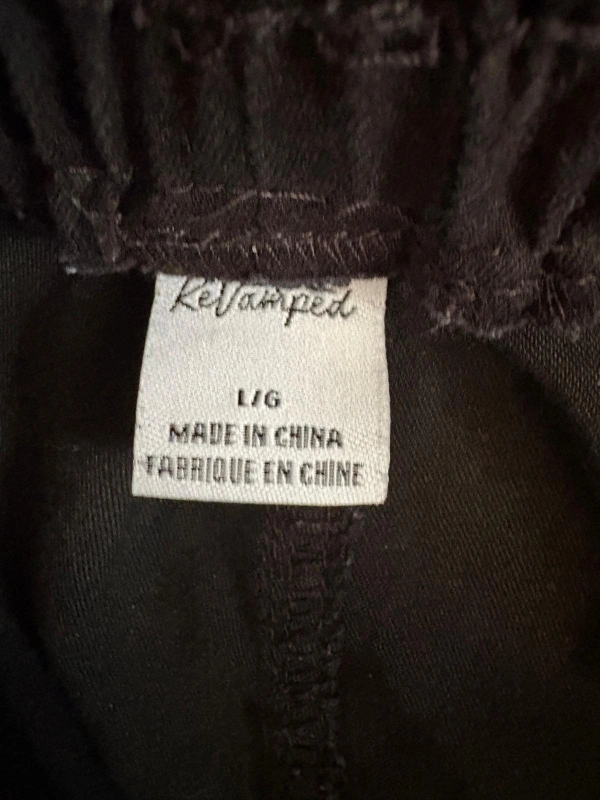 ReVamped
L/G
MADE IN CHINA
FABRIQUE EN CHINE